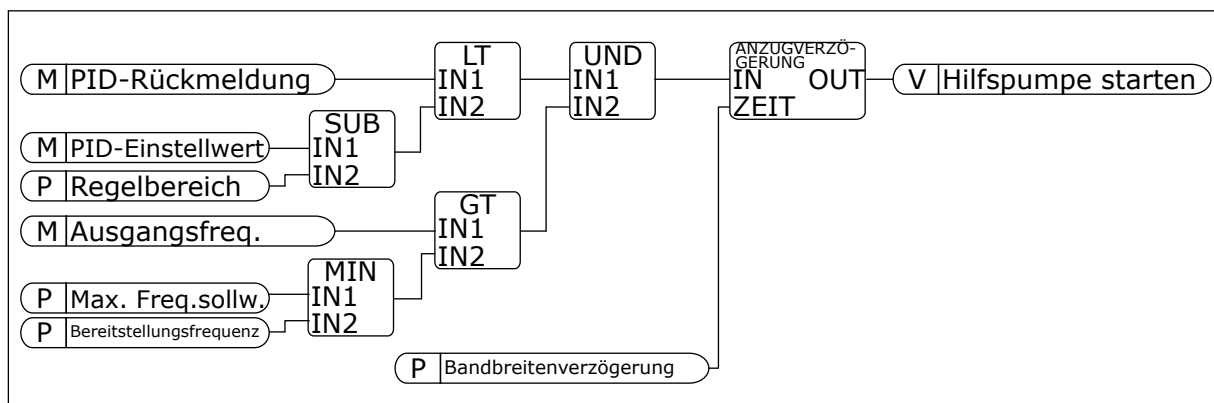 LT
IN1
IN2
UND
IN1
IN2
ANZUGVERZÖ-
GERUNG
IN OUT
ZEIT
M PID-Rückmeldung
V Hilfspumpe starten
SUB
IN1
IN2
M PID-Einstellwert
P Regelbereich
GT
IN1
IN2
M Ausgangsfreq.
MIN
IN1
IN2
P Max. Freq.sollw.
P Bereitstellungsfrequenz
P Bandbreitenverzögerung